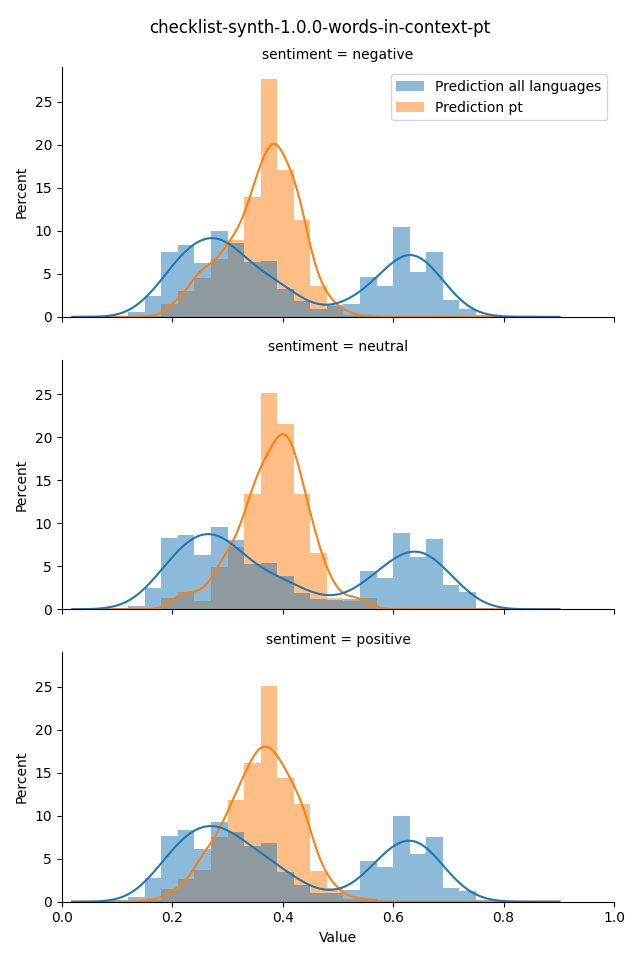 checklist-synth-1.0.0-words-in-context-pt
sentiment = negative
Prediction all languages
Prediction pt
25
20
15
10
5
0
Percent
sentiment = neutral
25
20
15
10
5
0
Percent
sentiment = positive
25
20
15
10
5
0
Percent
0.0 0.2 0.4 0.6 0.8 1.0
Value